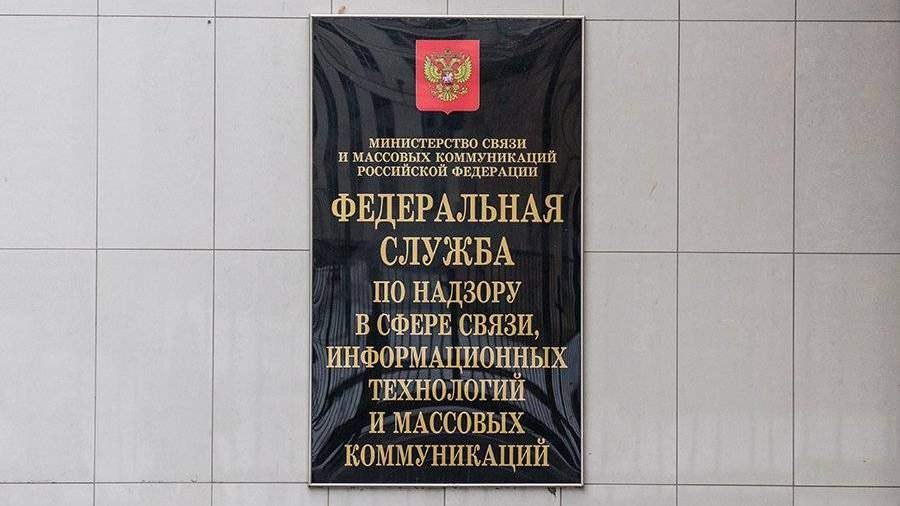 МИНИСТЕРСТВО СВЯЗИ
И МАССОВЫХ КОММУНИКАЦИЙ
РОССИЙСКОЙ ФЕДЕРАЦИИ
ФЕДЕРАЛЬНАЯ
СЛУЖБА
ПО НАДЗОРУ
В СФЕРЕ СВЯЗИ,
ИНФОРМАЦИОННЫХ
ТЕХНОЛОГИЙ
И МАССОВЫХ
КОММУНИКАЦИЙ